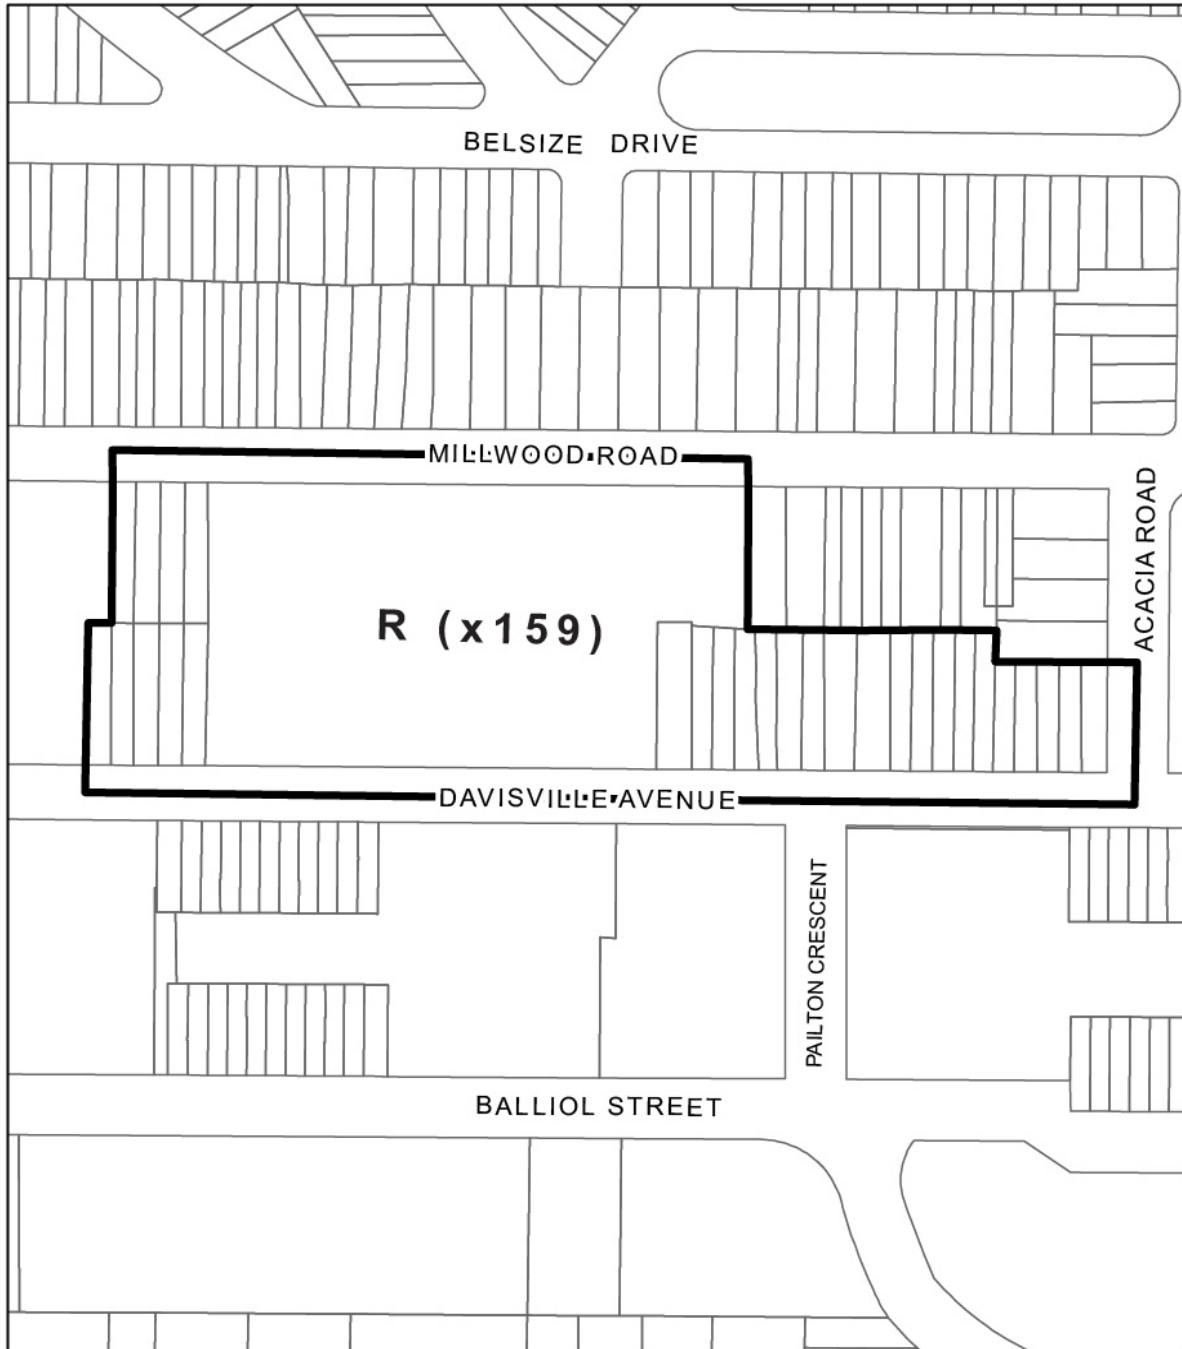 BELSIZE DRIVE
MILLWOOD ROAD
ACACIA ROAD
R (x159)
DAVISVILLE AVENUE
PAILTON CRESCENT
BALLIOL STREET